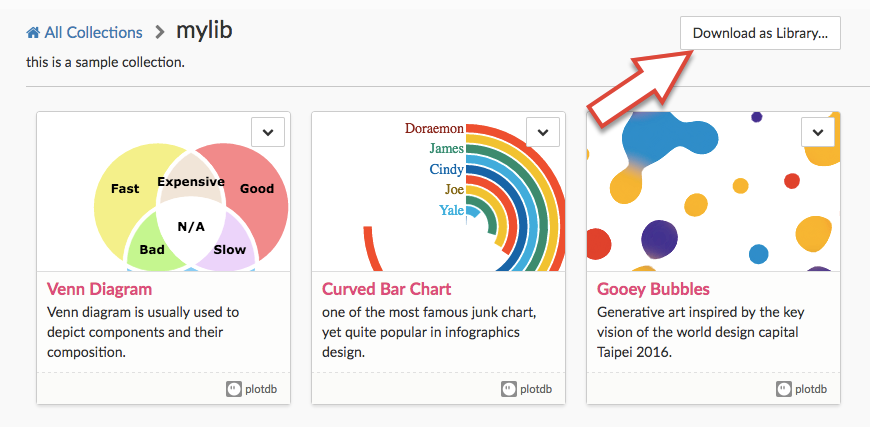 All Collections mylib
Download as Library...
this is a sample collection.
Fast
Expensive
Good
N/A
Bad
Slow
Doraemon
James
Cindy
Joe
Yale
Venn Diagram
Venn diagram is usually used to
depict components and their
composition.
plotdb
Curved Bar Chart
one of the most famous junk chart,
yet quite popular in infographics
design.
plotdb
Gooey Bubbles
Generative art inspired by the key
vision of the world design capital
Taipei 2016.
plotdb